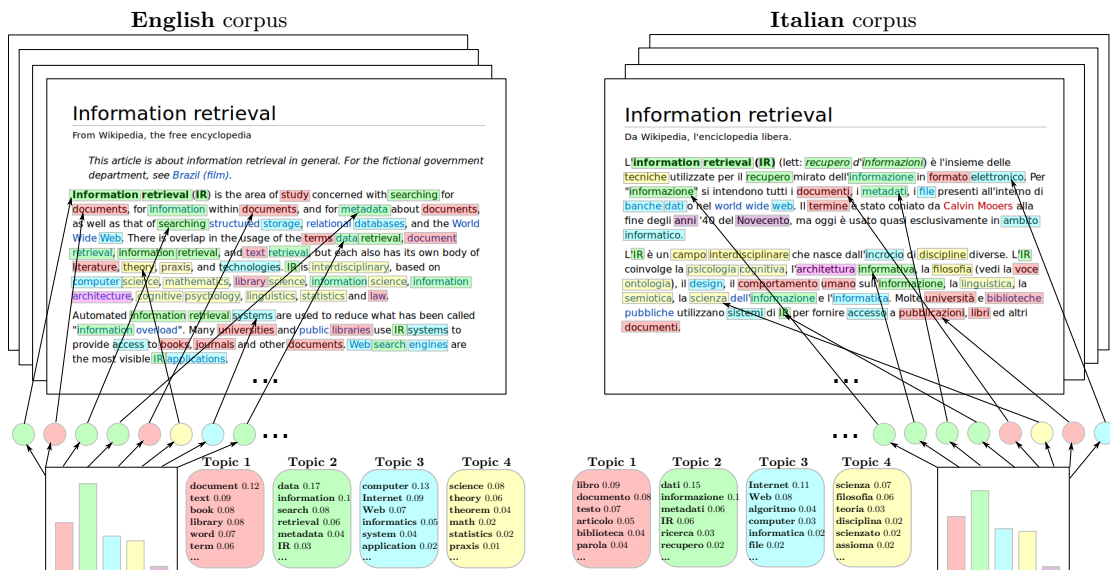 English corpus
Information retrieval
From Wikipedia, the free encyclopedia
This article is about information retrieval in general. For the fictional government
department, see Brazil (film).
Information retrieval (IR) is the area of study concerned with searching for
documents, for information within documents, and for metadata about documents,
as well as that of searching structured storage, relational databases, and the World
Wide Web. There is overlap in the usage of the terms data retrieval, document
retrieval, information retrieval, and text retrieval, but each also has its own body of
literature, theory, praxis, and technologies. IR is interdisciplinary, based on
computer science, mathematics, library science, information science, information
architecture, cognitive psychology, linguistics, statistics and law.
Automated information retrieval systems are used to reduce what has been called
"information overload". Many universities and public libraries use IR systems to
provide access to books, journals and other documents. Web search engines are
the most visible IR applications.
...
...
Topic 1
document 0.12
text 0.09
book 0.08
library 0.08
word 0.07
term 0.06
...
Topic 2
data 0.17
information 0.1
search 0.08
retrieval 0.06
metadata 0.04
IR 0.03
...
Topic 3
computer 0.13
Internet 0.09
Web 0.07
informatics 0.05
system 0.04
application 0.02
...
Topic 4
science 0.08
theory 0.06
theorem 0.04
math 0.02
statistics 0.02
praxis 0.01
...
Italian corpus
Information retrieval
Da Wikipedia, l'enciclopedia libera.
L'information retrieval (IR) (lett: recupero d'informazioni) è l'insieme delle
tecniche utilizzate per il recupero mirato dell'informazione in formato elettronico. Per
"informazione" si intendono tutti i documenti, i metadati, i file presenti all'interno di
banche dati o nel world wide web. Il termine è stato coniato da Calvin Mooers alla
fine degli anni '40 del Novecento, ma oggi è usato quasi esclusivamente in ambito
informatico.
L'IR è un campo interdisciplinare che nasce dall'incrocio di discipline diverse. L'IR
coinvolge la psicologia cognitiva, l'architettura informativa, la filosofia (vedi la voce
ontologia), il design, il comportamento umano sull'informazione, la linguistica, la
semiotica, la scienza dell'informazione e l'informatica. Molte università e biblioteche
pubbliche utilizzano sistemi di IR per fornire accesso a pubblicazioni, libri ed altri
documenti.
...
...
Topic 1
libro 0.09
documento 0.08
testo 0.07
articolo 0.05
biblioteca 0.04
parola 0.04
...
Topic 2
dati 0.15
informazione 0.1
metadati 0.06
IR 0.06
ricerca 0.03
recupero 0.02
...
Topic 3
Internet 0.11
Web 0.08
algoritmo 0.04
computer 0.03
informatica 0.02
file 0.02
...
Topic 4
scienza 0.07
filosofia 0.06
teoria 0.03
disciplina 0.02
scienzato 0.02
assioma 0.02
...